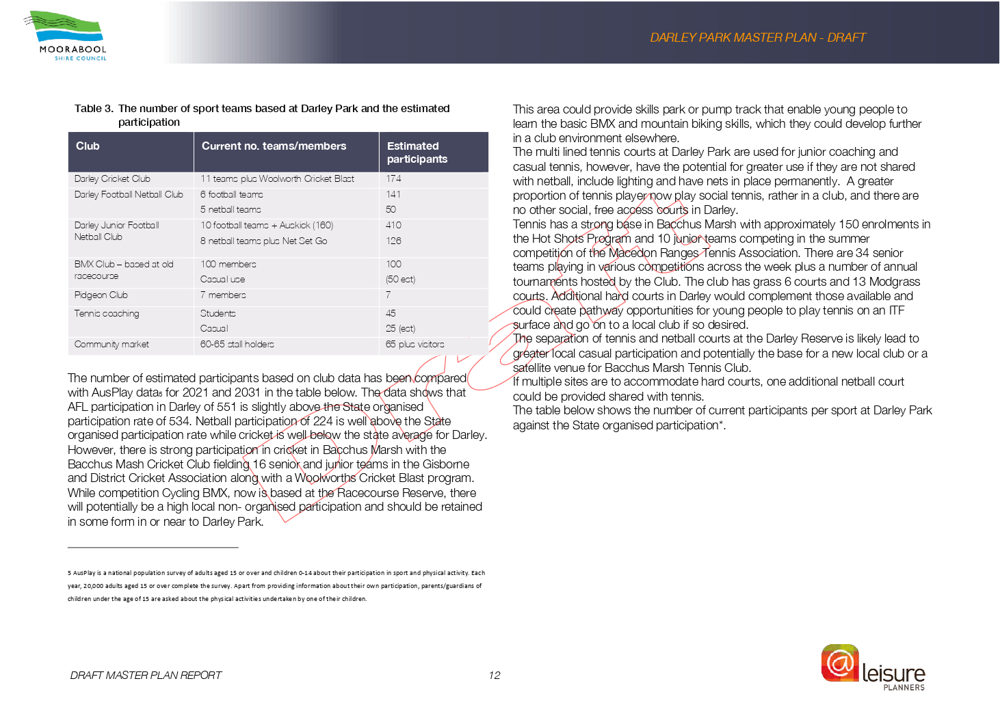 MOORABOOL
SHIRE COUNCIL
DARLEY PARK MASTER PLAN - DRAFT
Table 3. The number of sport teams based at Darley Park and the estimated
participation
Club Current no. teams/members Estimated
participants
Darley Cricket Club 11 teams plus Woolworth Cricket Blast 174
Darley Football Netball Club 6 football teams 141
5 netball teams 50
Darley Junior Football 10 football teams + Auskick (160) 410
Netball Club 8 netball teams plus Net Set Go 126
BMX Club – based at old 100 members 100
racecourse Casual use (50 est)
Pidgeon Club 7 members 7
Tennis coaching Students 45
Casual 25 (est)
Community market 60-65 stall holders 65 plus visitors
The number of estimated participants based on club data has been compared
with AusPlay data5 for 2021 and 2031 in the table below. The data shows that
AFL participation in Darley of 551 is slightly above the State organised
participation rate of 534. Netball participation of 224 is well above the State
organised participation rate while cricket is well below the state average for Darley.
However, there is strong participation in cricket in Bacchus Marsh with the
Bacchus Mash Cricket Club fielding 16 senior and junior teams in the Gisborne
and District Cricket Association along with a Woolworths Cricket Blast program.
While competition Cycling BMX, now is based at the Racecourse Reserve, there
will potentially be a high local non- organised participation and should be retained
in some form in or near to Darley Park.
5 AusPlay is a national population survey of adults aged 15 or over and children 0-14 about their participation in sport and physical activity. Each
year, 20,000 adults aged 15 or over complete the survey. Apart from providing information about their own participation, parents/guardians of
children under the age of 15 are asked about the physical activities undertaken by one of their children.
This area could provide skills park or pump track that enable young people to
learn the basic BMX and mountain biking skills, which they could develop further
in a club environment elsewhere.
The multi lined tennis courts at Darley Park are used for junior coaching and
casual tennis, however, have the potential for greater use if they are not shared
with netball, include lighting and have nets in place permanently.  A greater
proportion of tennis player now play social tennis, rather in a club, and there are
no other social, free access courts in Darley.
Tennis has a strong base in Bacchus Marsh with approximately 150 enrolments in
the Hot Shots Program and 10 junior teams competing in the summer
competition of the Macedon Ranges Tennis Association. There are 34 senior
teams playing in various competitions across the week plus a number of annual
tournaments hosted by the Club. The club has grass 6 courts and 13 Modgrass
courts. Additional hard courts in Darley would complement those available and
could create pathway opportunities for young people to play tennis on an ITF
surface and go on to a local club if so desired.
The separation of tennis and netball courts at the Darley Reserve is likely lead to
greater local casual participation and potentially the base for a new local club or a
satellite venue for Bacchus Marsh Tennis Club.
If multiple sites are to accommodate hard courts, one additional netball court
could be provided shared with tennis.
The table below shows the number of current participants per sport at Darley Park
against the State organised participation*.
Draft
DRAFT MASTER PLAN REPORT 12
@leisure
PLANNERS